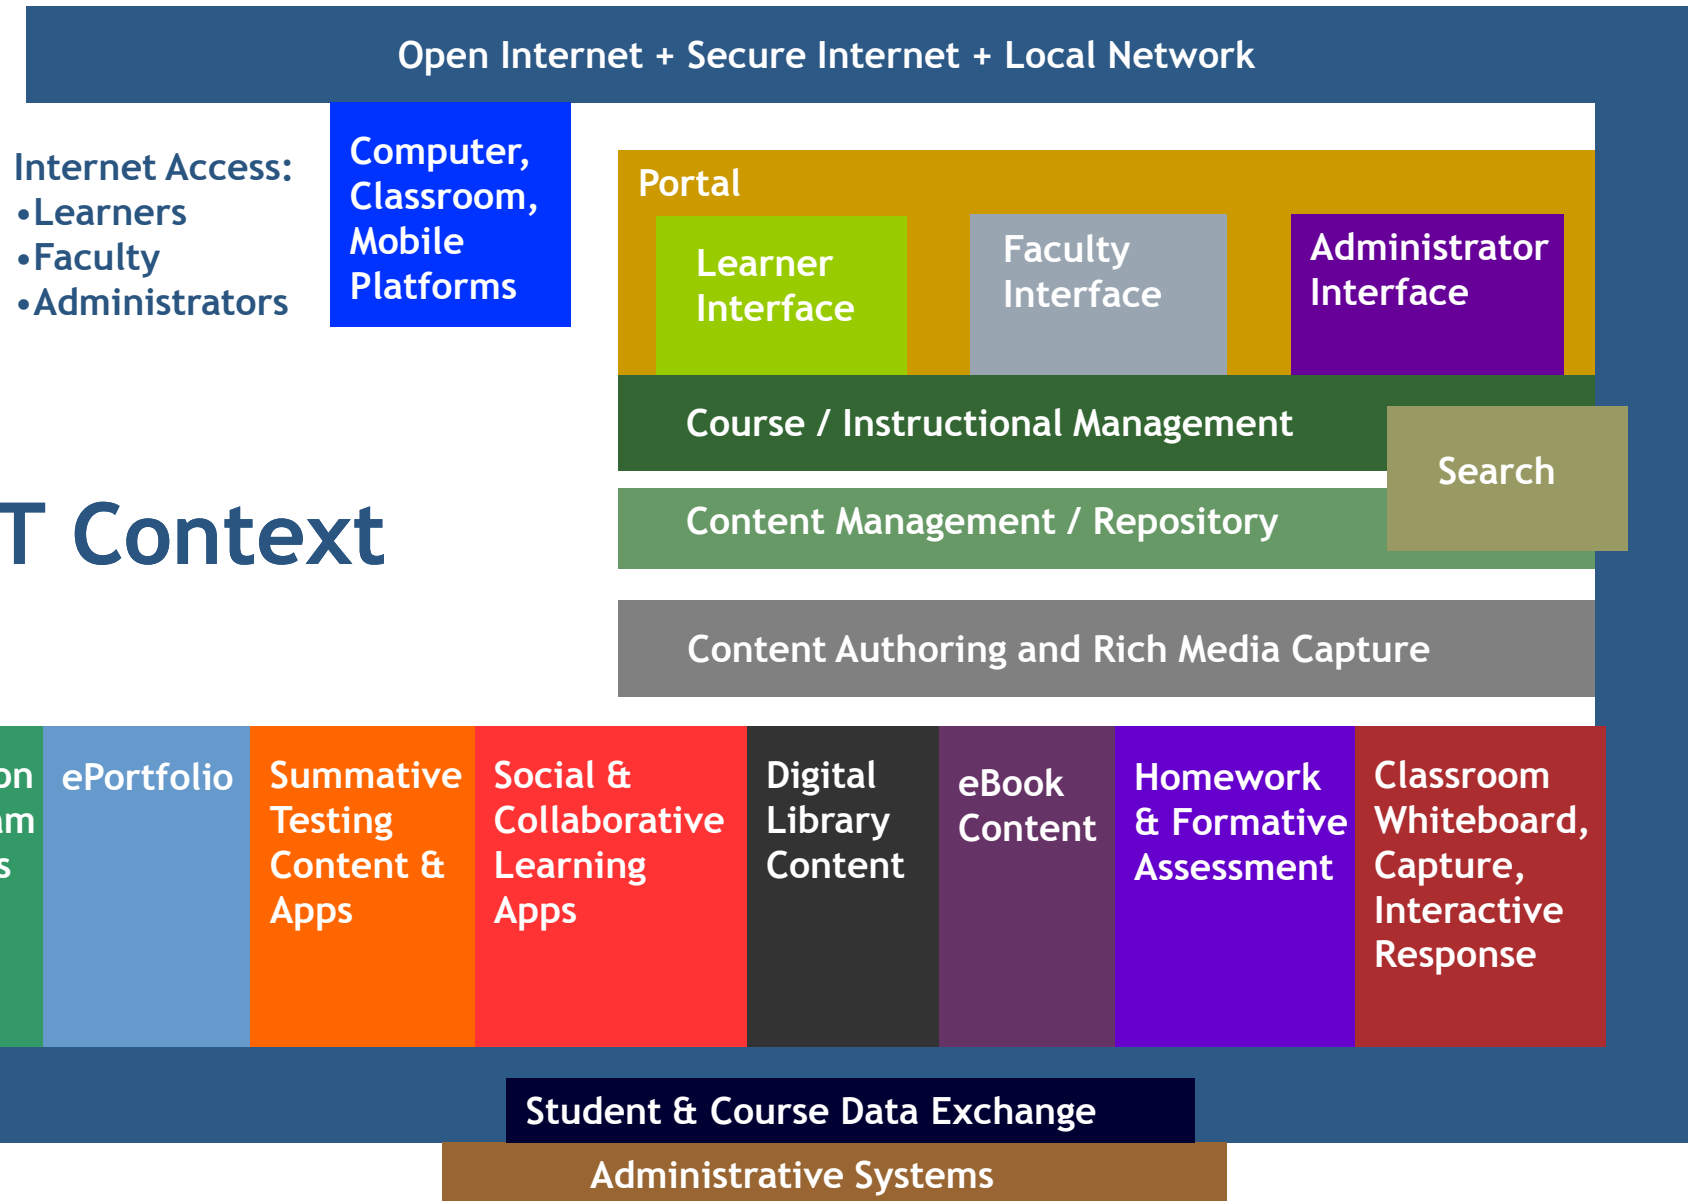 Open Internet + Secure Internet + Local Network
Internet Access:
•Learners
•Faculty
•Administrators
Computer,
Classroom,
Mobile
Platforms
Portal
Learner
Interface
Faculty
Interface
Administrator
Interface
Course / Instructional Management
Search
Content Management / Repository
T Context
Content Authoring and Rich Media Capture
on
am
s
ePortfolio
Summative
Testing
Content &
Apps
Social &
Collaborative
Learning
Apps
Digital
Library
Content
eBook
Content
Homework
& Formative
Assessment
Classroom
Whiteboard,
Capture,
Interactive
Response
Student & Course Data Exchange
Administrative Systems